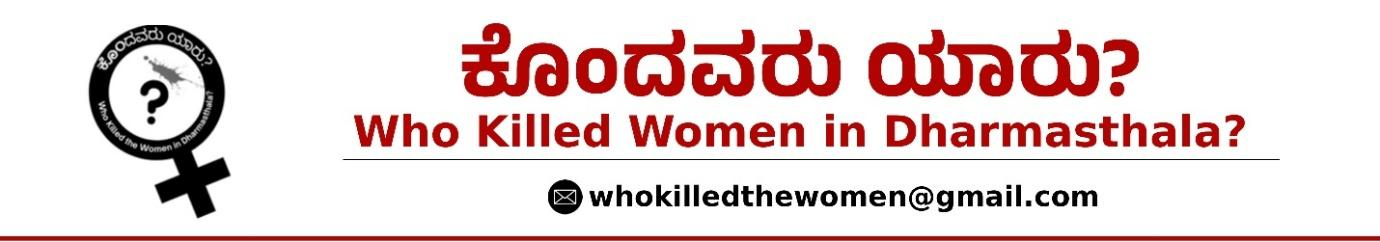 ಕೊಂದವರು ಯಾರು?
?
Who Killed the Women in Dharmasthala?
ಕೊಂದವರು ಯಾರು?
Who Killed Women in Dharmasthala?
whokilledthewomen@gmail.com